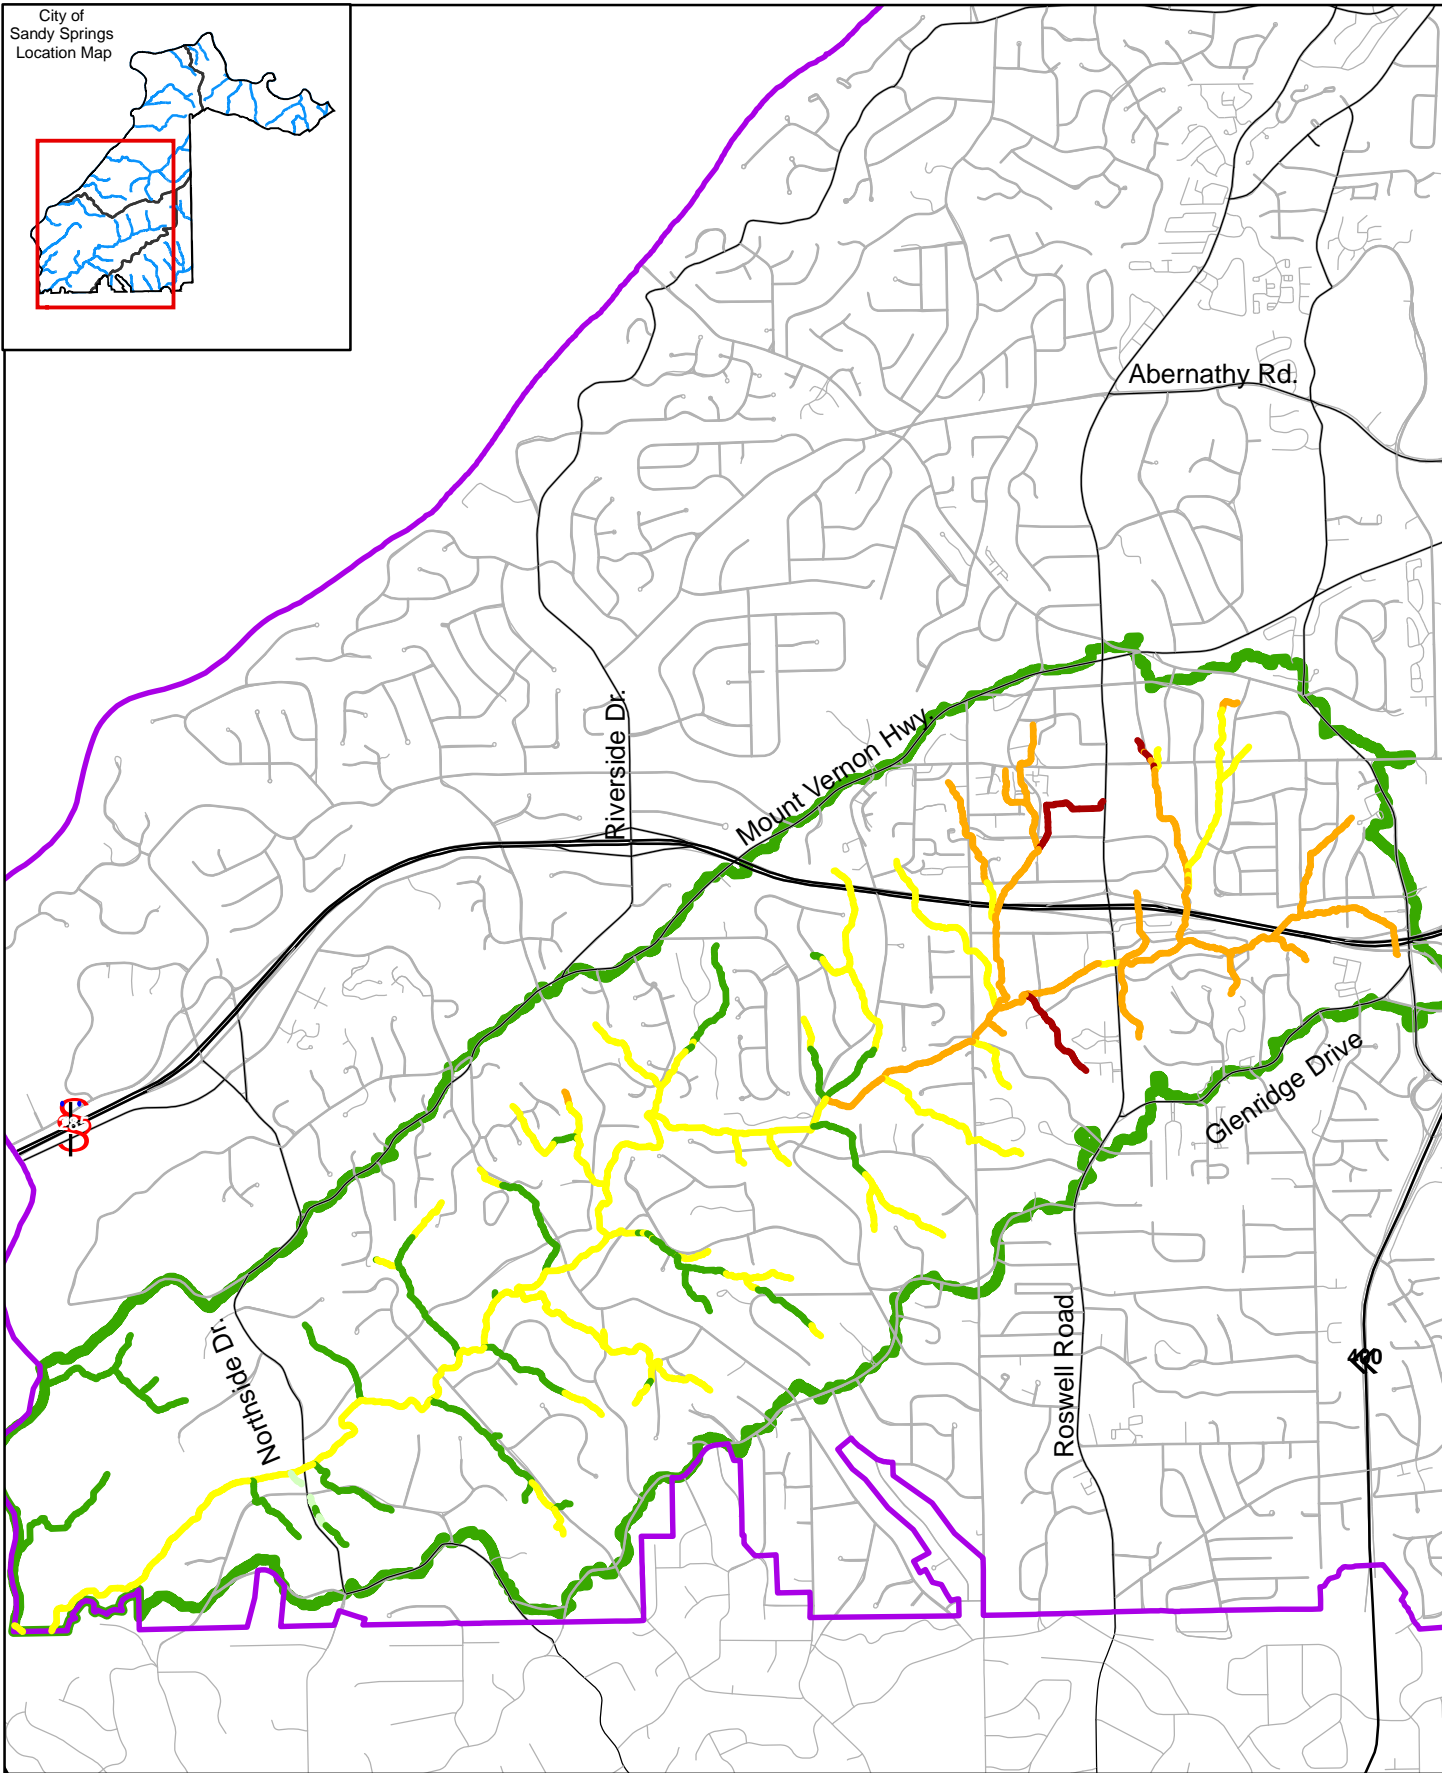 City of
Sandy Springs
Location Map
Abernathy Rd.
Riverside Dr.
Mount Vernon Hwy.
Glenridge Drive
Northside Dr.
Roswell Road
400